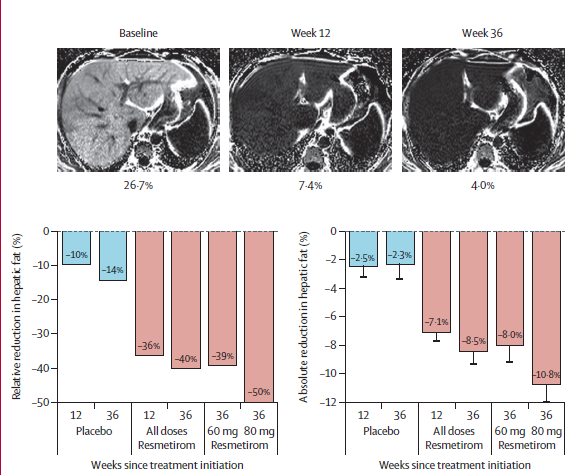 Baseline
Week 12
Week 36
26·7%
7·4%
4·0%
Relative reduction in hepatic fat (%)
0
–10
–20
–30
–40
–50
–10%
–14%
–36%
–40%
–39%
–50%
12 36 12 36 36 36
Placebo All doses 60 mg 80 mg
Resmetirom Resmetirom
Weeks since treatment initiation
Absolute reduction in hepatic fat (%)
0
–2
–4
–6
–8
–10
–12
–2·5%
–2·3%
–7·1%
–8·5%
–8·0%
–10·8%
12 36 12 36 36 36
Placebo All doses 60 mg 80 mg
Resmetirom Resmetirom
Weeks since treatment initiation